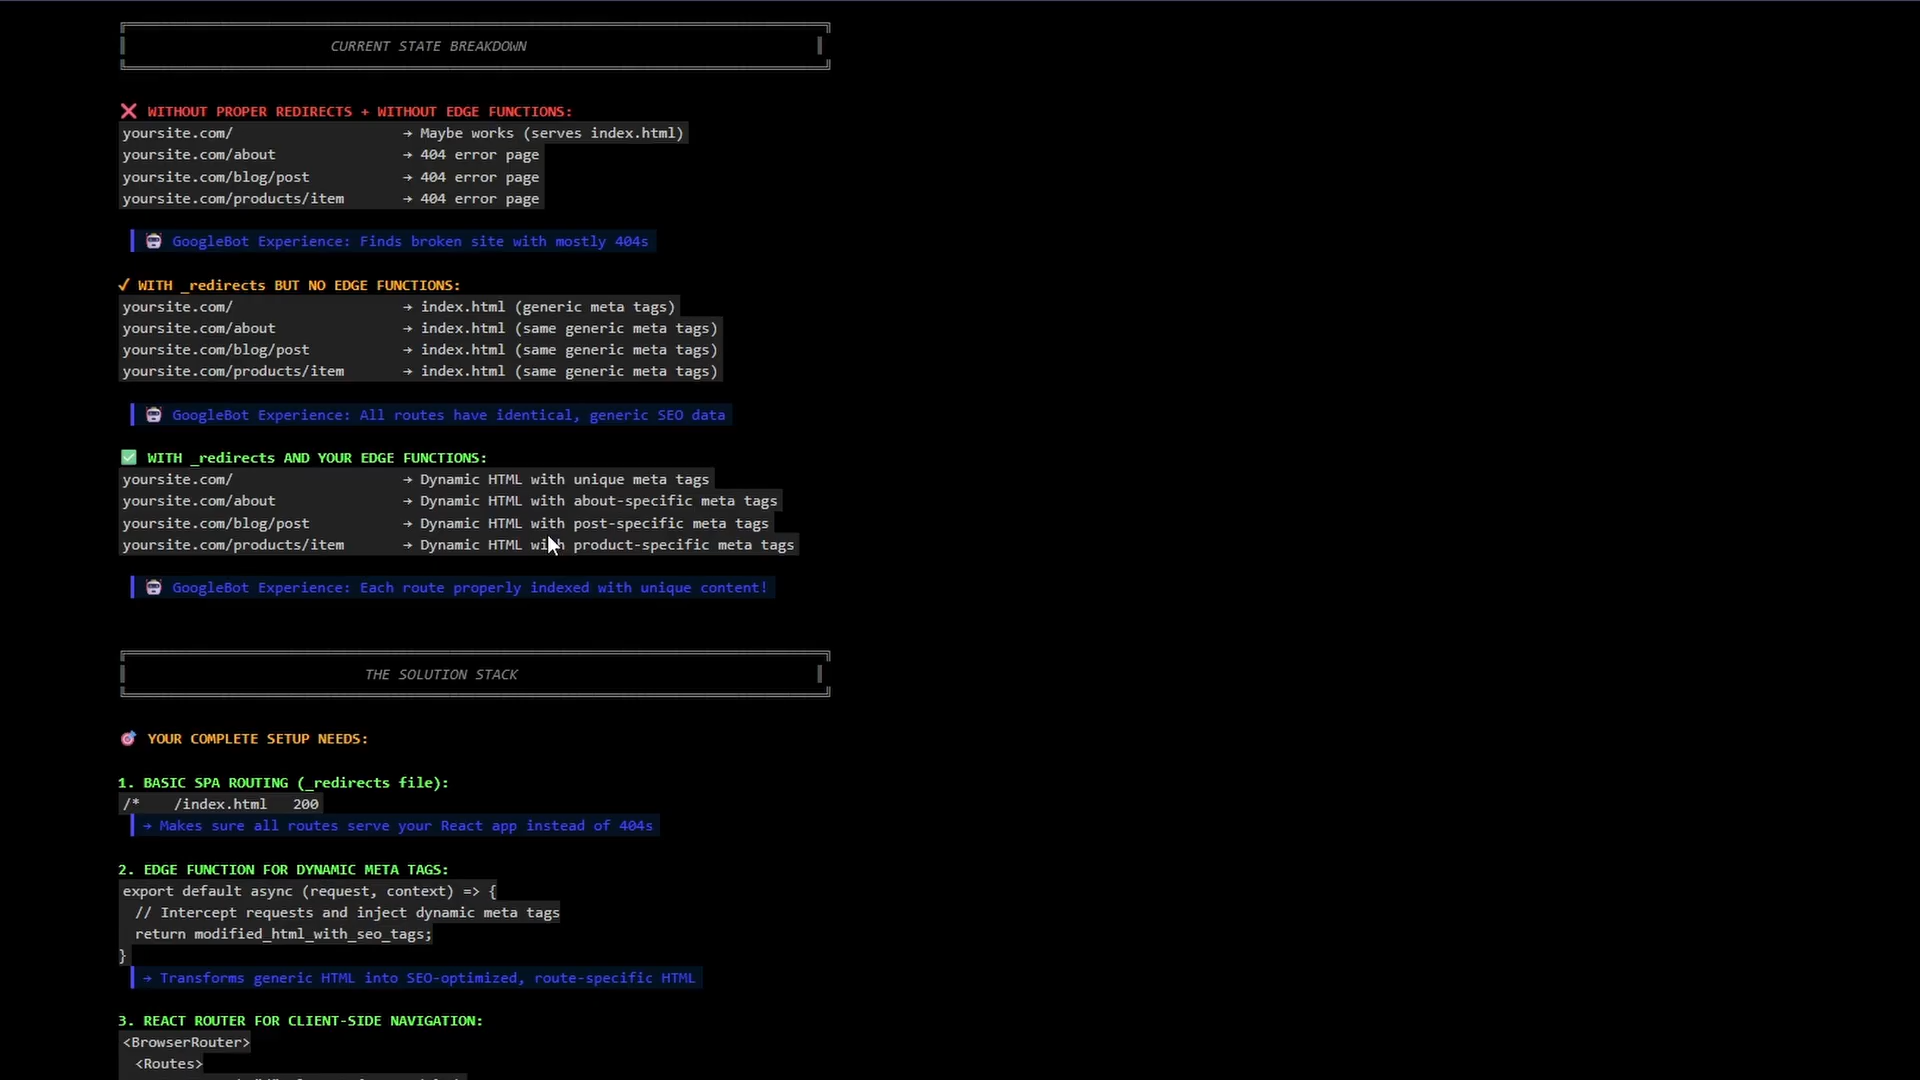 CURRENT STATE BREAKDOWN
❌ WITHOUT PROPER REDIRECTS + WITHOUT EDGE FUNCTIONS:
yoursite.com/ → Maybe works (serves index.html)
yoursite.com/about → 404 error page
yoursite.com/blog/post → 404 error page
yoursite.com/products/item → 404 error page
🤖 GoogleBot Experience: Finds broken site with mostly 404s
✓ WITH _redirects BUT NO EDGE FUNCTIONS:
yoursite.com/ → index.html (generic meta tags)
yoursite.com/about → index.html (same generic meta tags)
yoursite.com/blog/post → index.html (same generic meta tags)
yoursite.com/products/item → index.html (same generic meta tags)
🤖 GoogleBot Experience: All routes have identical, generic SEO data
✅ WITH _redirects AND YOUR EDGE FUNCTIONS:
yoursite.com/ → Dynamic HTML with unique meta tags
yoursite.com/about → Dynamic HTML with about-specific meta tags
yoursite.com/blog/post → Dynamic HTML with post-specific meta tags
yoursite.com/products/item → Dynamic HTML with product-specific meta tags
🤖 GoogleBot Experience: Each route properly indexed with unique content!
THE SOLUTION STACK
🎯 YOUR COMPLETE SETUP NEEDS:
1. BASIC SPA ROUTING (_redirects file):
/* /index.html 200
→ Makes sure all routes serve your React app instead of 404s
2. EDGE FUNCTION FOR DYNAMIC META TAGS:
export default async (request, context) => {
// Intercept requests and inject dynamic meta tags
return modified_html_with_seo_tags;
}
→ Transforms generic HTML into SEO-optimized, route-specific HTML
3. REACT ROUTER FOR CLIENT-SIDE NAVIGATION:
<BrowserRouter>
<Routes>